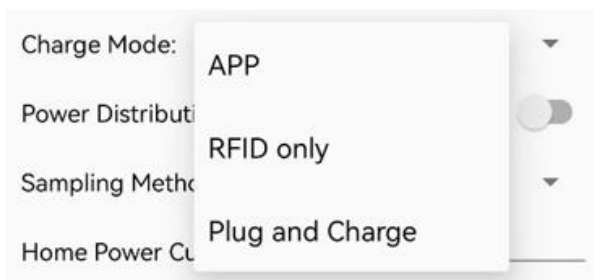 Charge Mode:
APP
Power Distributi
RFID only
Sampling Metho
Plug and Charge
Home Power Cu